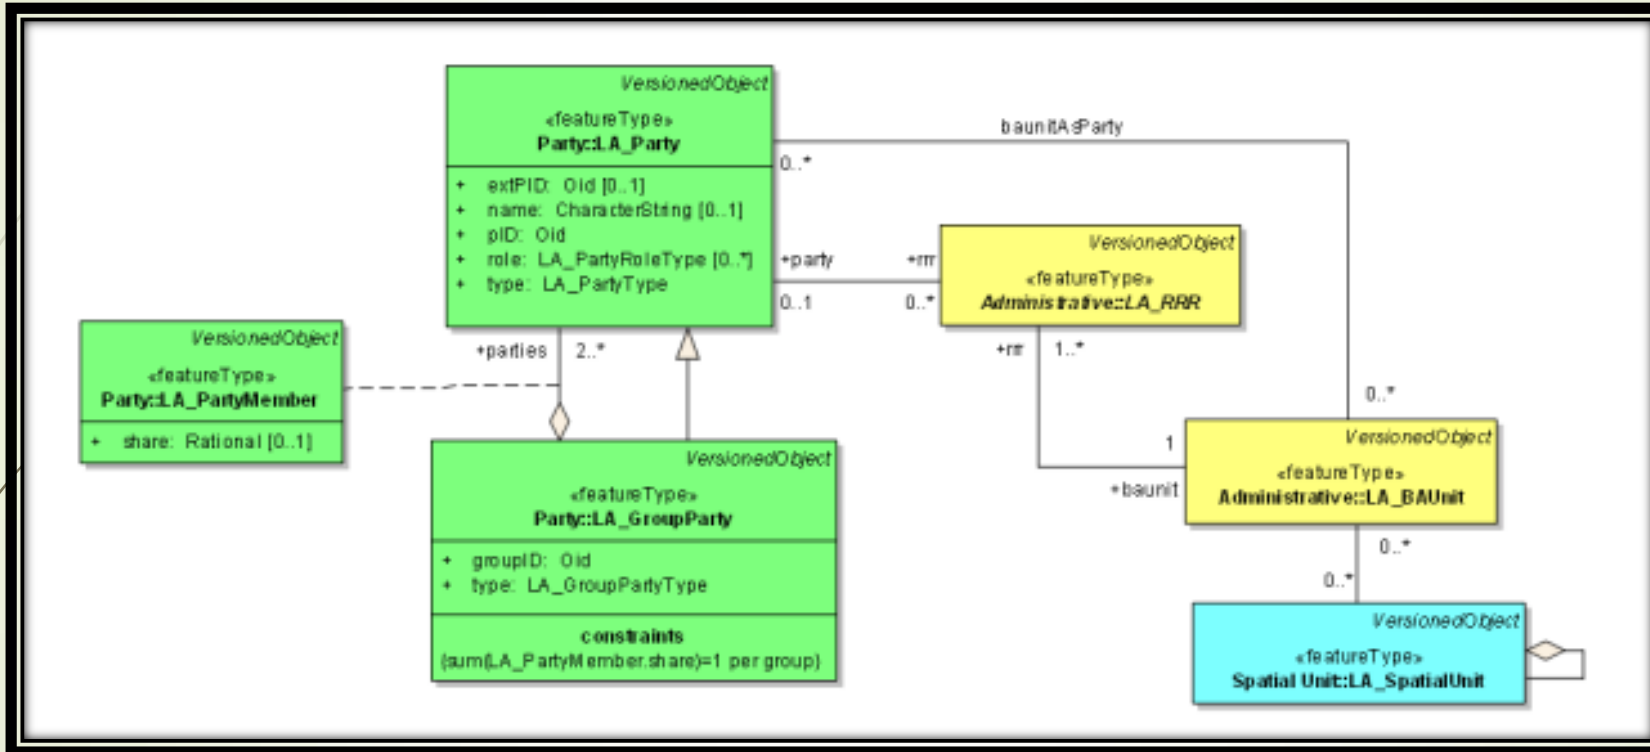 VersionedObject
«featureType»
Party::LA_Party
+ extPID: Oid [0..1]
+ name: CharacterString [0..1]
+ pID: Oid
+ role: LA_PartyRoleType [0..*]
+ type: LA_PartyType
baunitAsParty
0..*
0..*
+party
0..1
+rrr
0..*
VersionedObject
«featureType»
Administrative::LA_RRR
+rrr 1..*
1
+baunit
VersionedObject
«featureType»
Party::LA_PartyMember
+ share: Rational [0..1]
+parties 2..*
VersionedObject
«featureType»
Party::LA_GroupParty
+ groupID: Oid
+ type: LA_GroupPartyType
constraints
{sum(LA_PartyMember.share)=1 per group}
VersionedObject
«featureType»
Administrative::LA_BAUnit
0..*
0..*
VersionedObject
«featureType»
Spatial Unit::LA_SpatialUnit